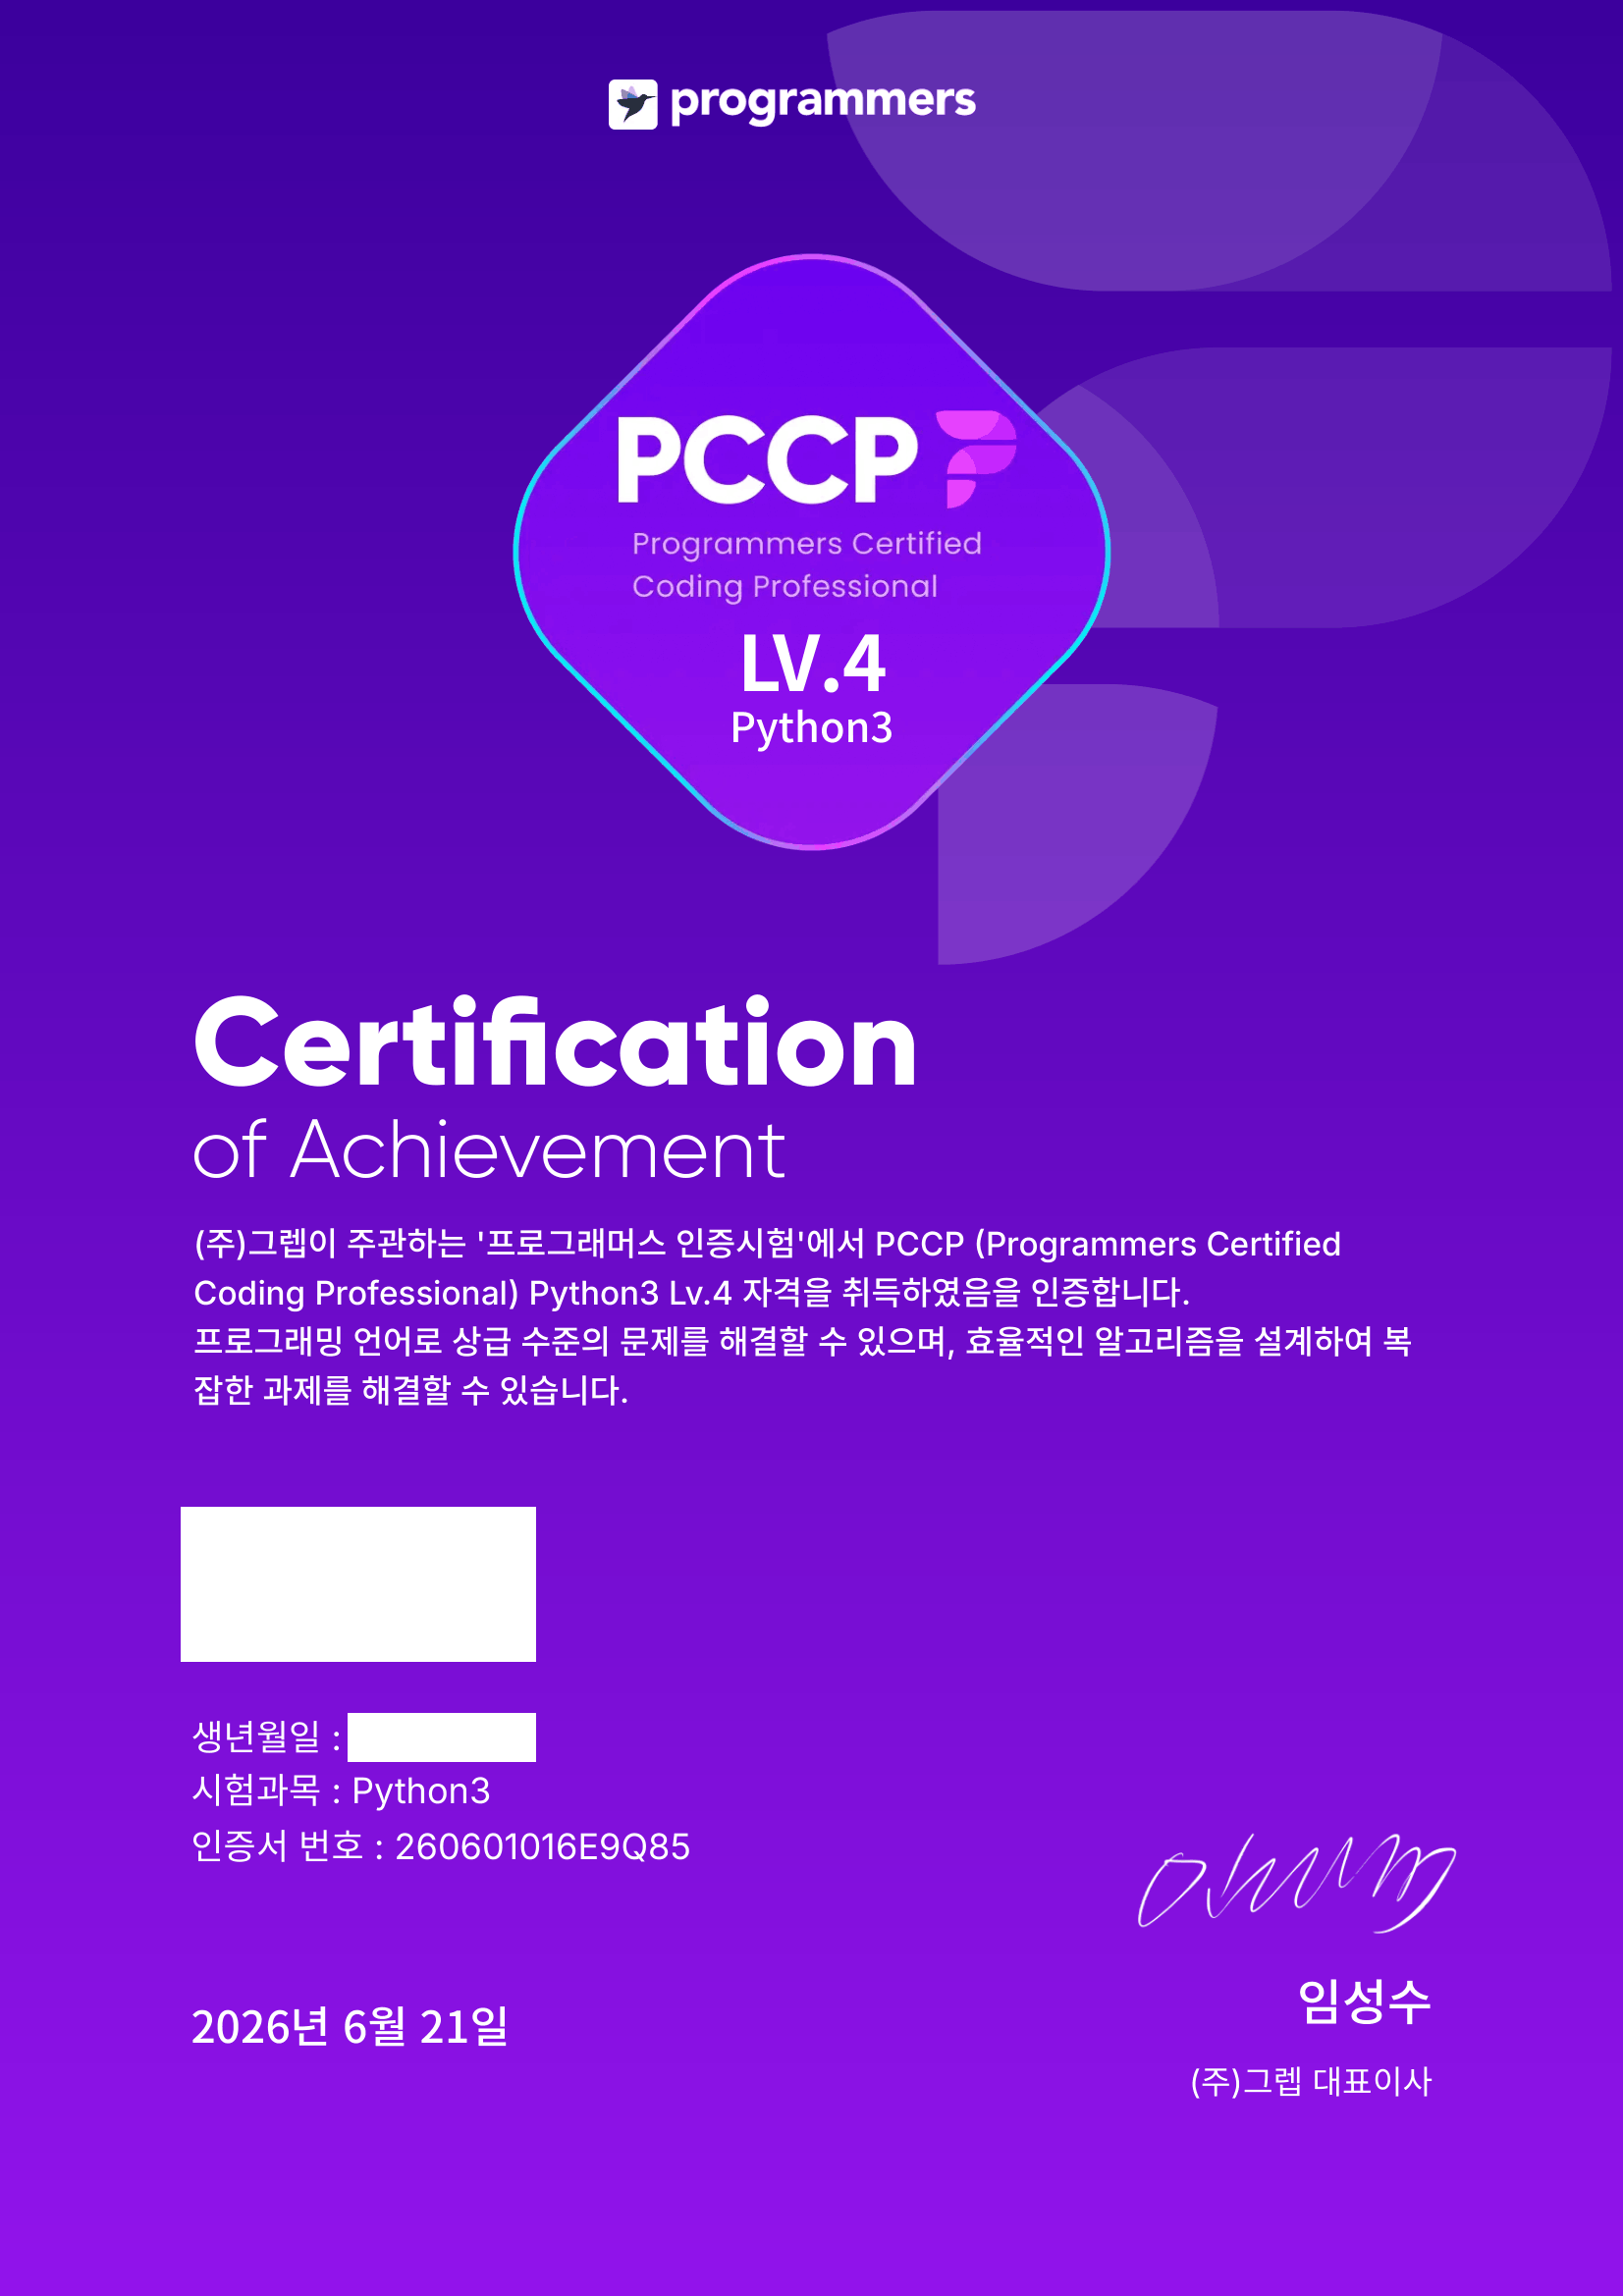 programmers
PCCP
Programmers Certified
Coding Professional
LV.4
Python3
Certification
of Achievement
(주)그렙이 주관하는 '프로그래머스 인증시험'에서 PCCP (Programmers Certified
Coding Professional) Python3 Lv.4 자격을 취득하였음을 인증합니다.
프로그래밍 언어로 상급 수준의 문제를 해결할 수 있으며, 효율적인 알고리즘을 설계하여 복
잡한 과제를 해결할 수 있습니다.
생년월일 :
시험과목 : Python3
인증서 번호 : 260601016E9Q85
2026년 6월 21일
임성수
(주)그렙 대표이사